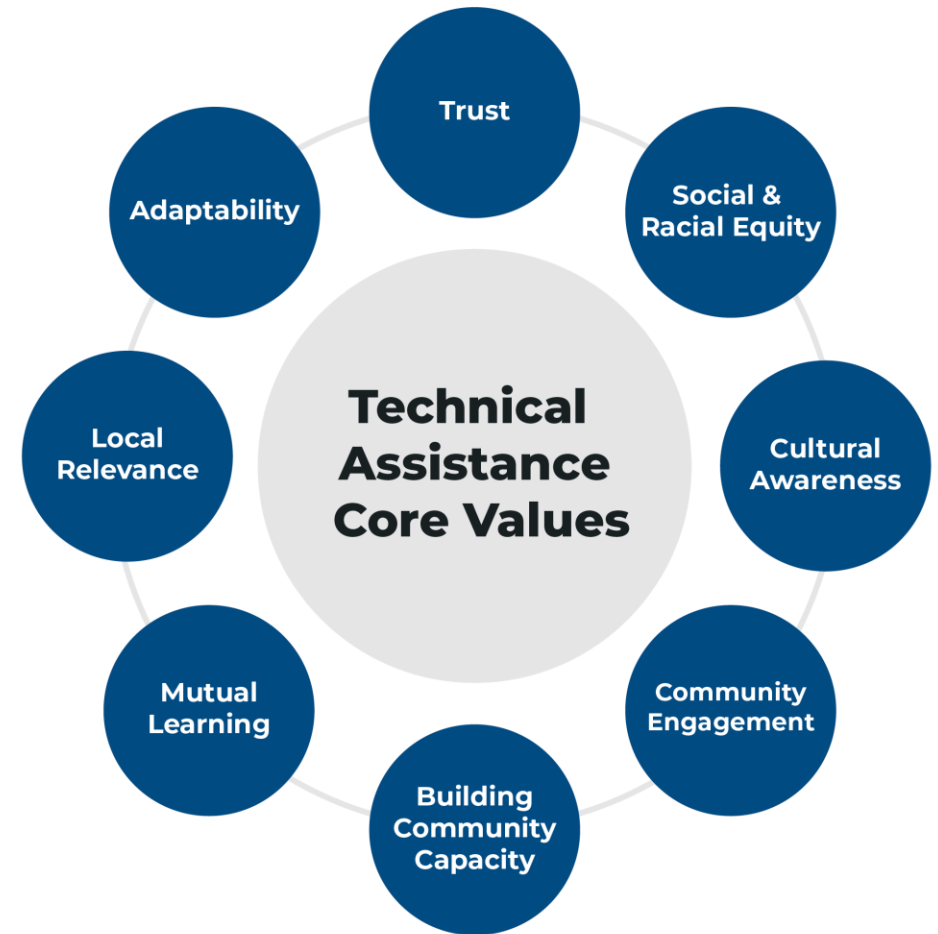 Trust
Social &
Racial Equity
Cultural
Awareness
Community
Engagement
Building
Community
Capacity
Mutual
Learning
Local
Relevance
Adaptability
Technical
Assistance
Core Values